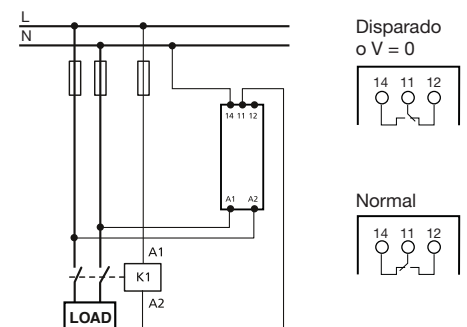 L
N
14 11 12
A1 A2
A1
K1
A2
LOAD
Disparado
o V = 0
14 11 12
Normal
14 11 12